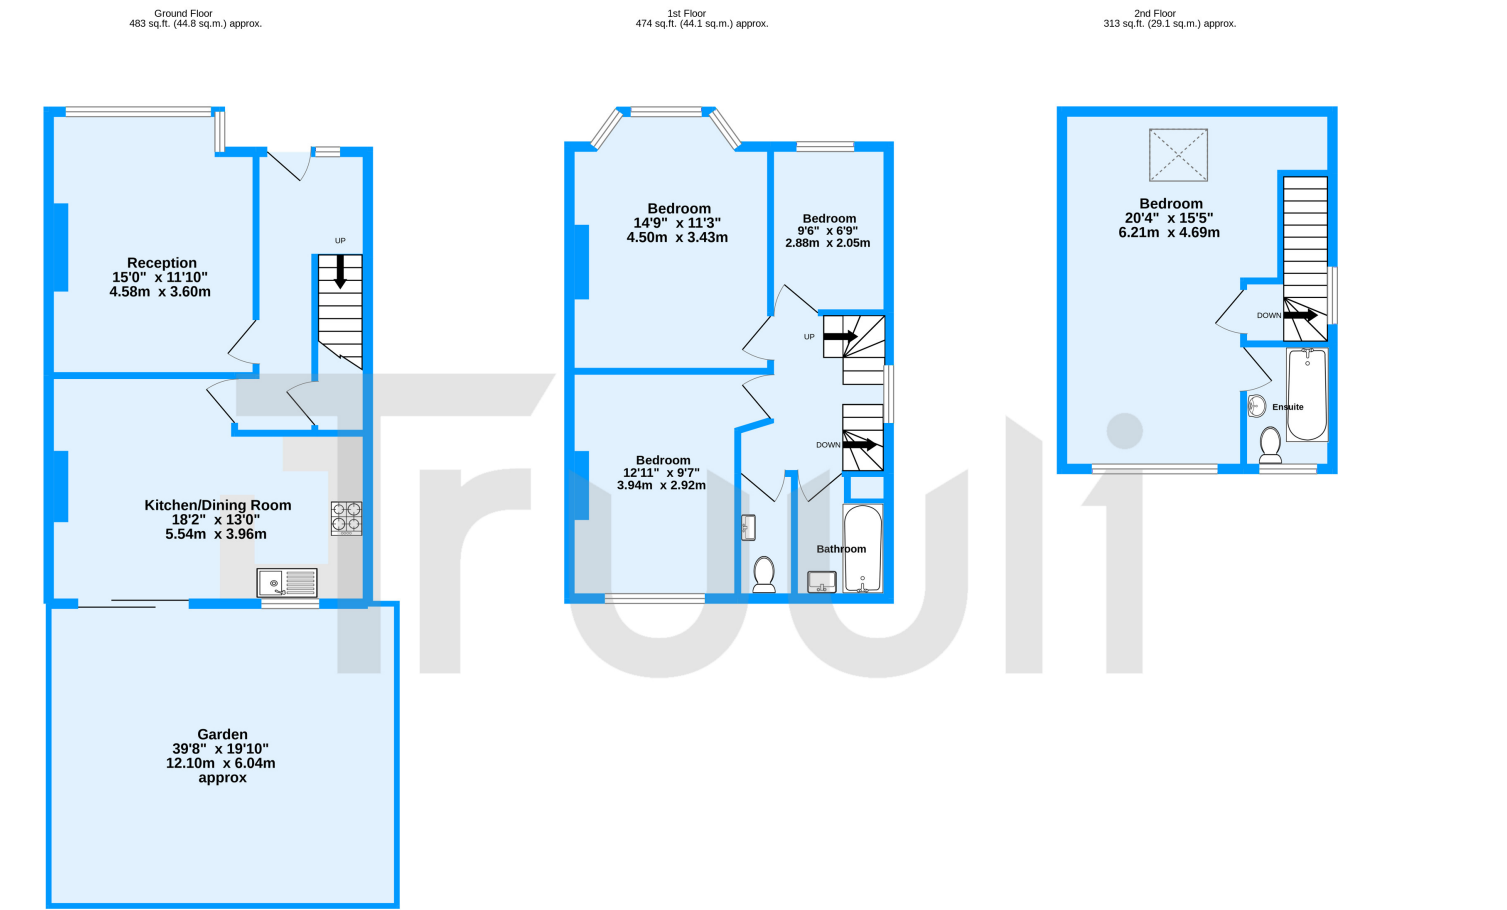 Ground Floor
483 sq.ft. (44.8 sq.m.) approx.
1st Floor
474 sq.ft. (44.1 sq.m.) approx.
2nd Floor
313 sq.ft. (29.1 sq.m.) approx.
UP
Reception
15'0" x 11'10"
4.58m x 3.60m
Kitchen/Dining Room
18'2" x 13'0"
5.54m x 3.96m
Garden
39'8" x 19'10"
12.10m x 6.04m
approx
Bedroom
14'9" x 11'3"
4.50m x 3.43m
Bedroom
9'6" x 6'9"
2.88m x 2.05m
UP
DOWN
Bedroom
12'11" x 9'7"
3.94m x 2.92m
Bathroom
Bedroom
20'4" x 15'5"
6.21m x 4.69m
DOWN
Ensuite
Truuli